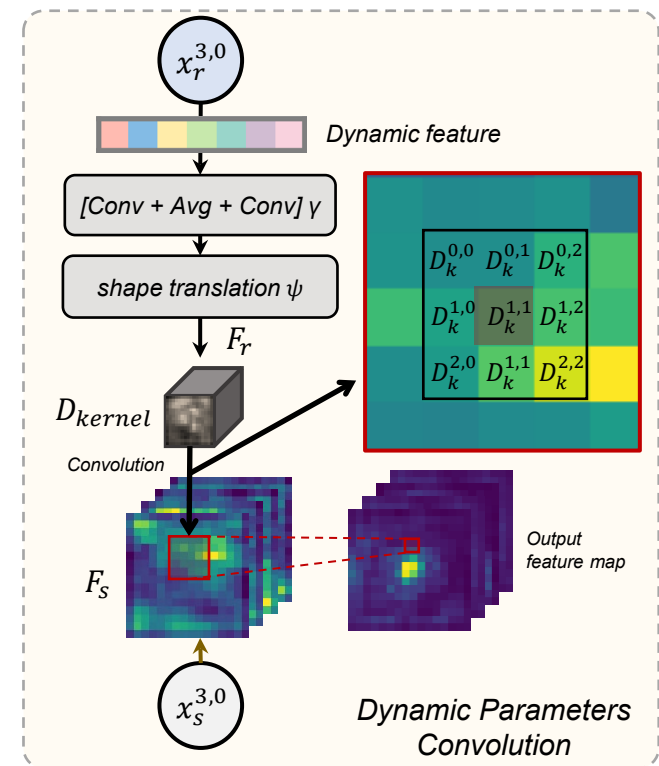 x_r^{3,0}
Dynamic feature
[Conv + Avg + Conv] γ
shape translation ψ
F_r
D_k^{0,0} D_k^{0,1} D_k^{0,2}
D_k^{1,0} D_k^{1,1} D_k^{1,2}
D_k^{2,0} D_k^{1,1} D_k^{2,2}
D_{kernel}
Convolution
F_s
Output
feature map
x_s^{3,0}
Dynamic Parameters
Convolution